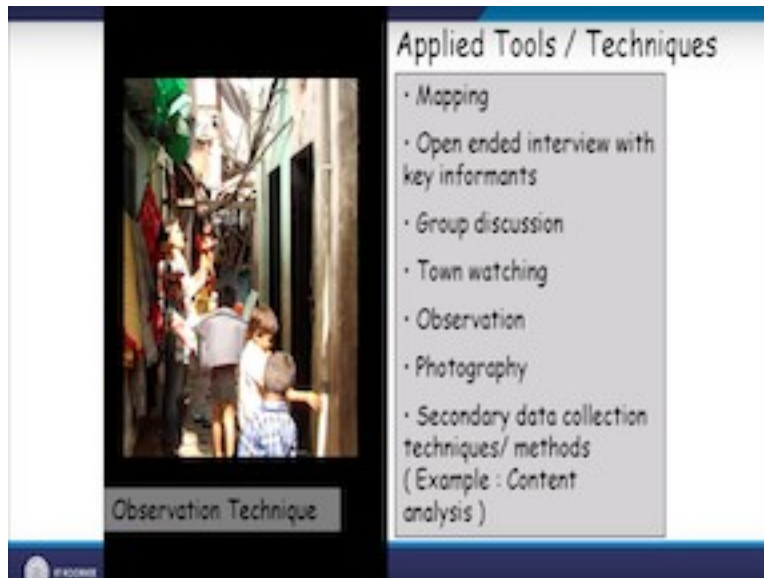 Applied Tools / Techniques
• Mapping
• Open ended interview with
key informants
• Group discussion
• Town watching
• Observation
• Photography
• Secondary data collection
techniques/ methods
( Example : Content
analysis )
Observation Technique